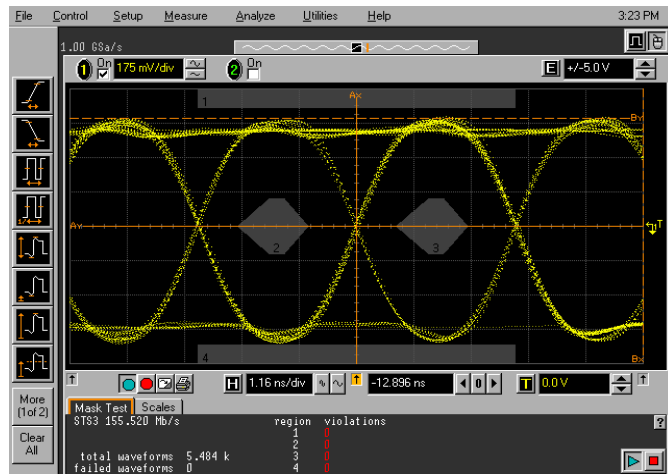 File Control Setup Measure Analyze Utilities Help 3:23 PM
1.00 GSa/s
1 On 175 mV/div 2 On E +/-5.0 V
1
Ax
By
Ay
T
2
3
4
Bx
More
(1of 2)
Clear
All
H 1.16 ns/div -12.896 ns 0 T 0.0 V
Mask Test Scales
STS3 155.520 Mb/s region violations
1 0
2 0
total waveforms 5.484 k 3 0
failed waveforms 0 4 0
?